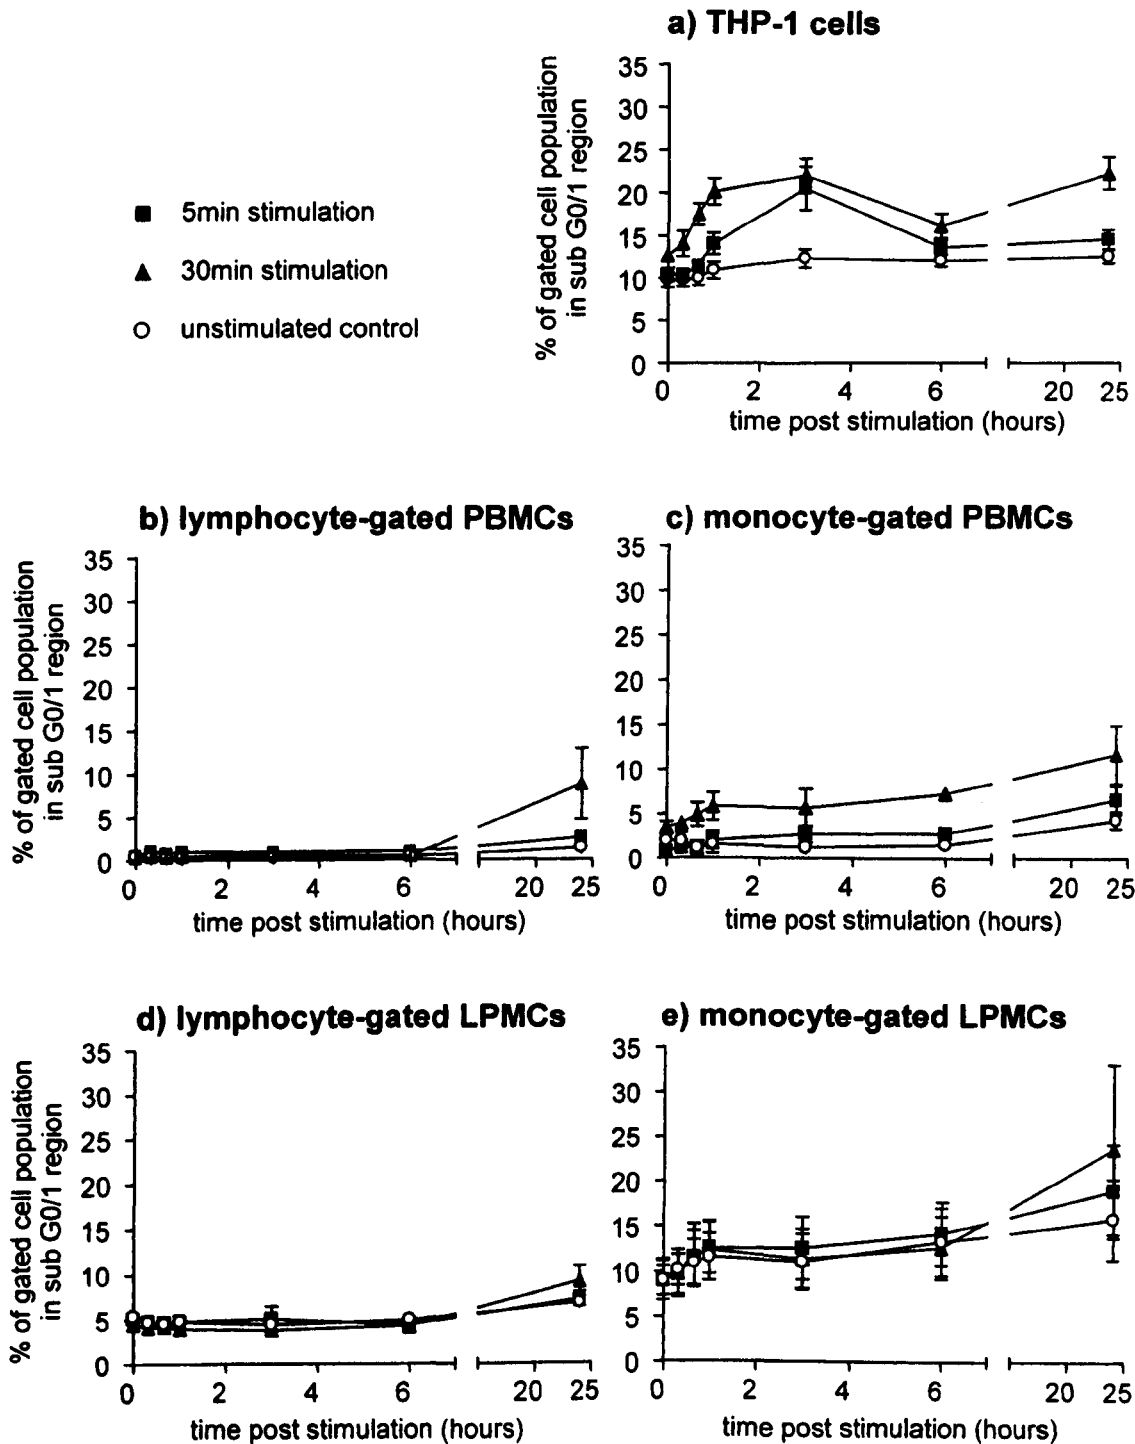 a) THP-1 cells
% of gated cell population
in sub G0/1 region
35
30
25
20
15
10
5
0
0 2 4 6 20 25
time post stimulation (hours)
5min stimulation
30min stimulation
unstimulated control
b) lymphocyte-gated PBMCs
% of gated cell population
in sub G0/1 region
35
30
25
20
15
10
5
0
0 2 4 6 20 25
time post stimulation (hours)
c) monocyte-gated PBMCs
35
30
25
20
15
10
5
0
0 2 4 6 20 25
time post stimulation (hours)
d) lymphocyte-gated LPMCs
% of gated cell population
in sub G0/1 region
35
30
25
20
15
10
5
0
0 2 4 6 20 25
time post stimulation (hours)
e) monocyte-gated LPMCs
35
30
25
20
15
10
5
0
0 2 4 6 20 25
time post stimulation (hours)